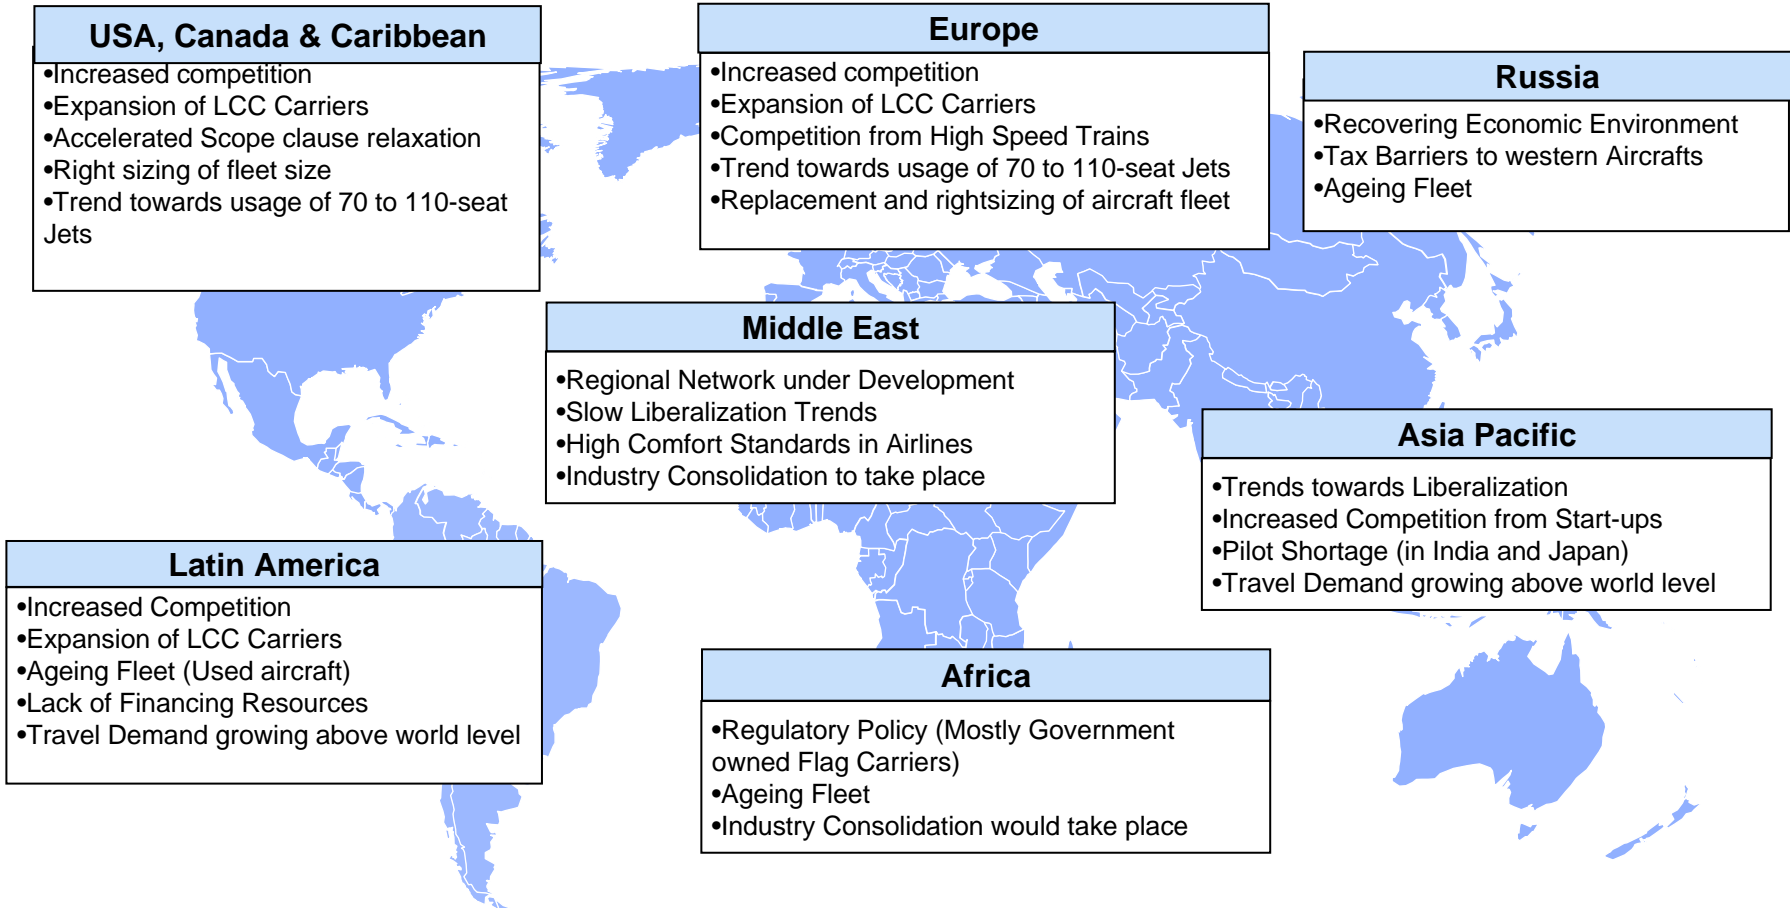 USA, Canada & Caribbean
•Increased competition
•Expansion of LCC Carriers
•Accelerated Scope clause relaxation
•Right sizing of fleet size
•Trend towards usage of 70 to 110-seat
Jets
Europe
•Increased competition
•Expansion of LCC Carriers
•Competition from High Speed Trains
•Trend towards usage of 70 to 110-seat Jets
•Replacement and rightsizing of aircraft fleet
Russia
•Recovering Economic Environment
•Tax Barriers to western Aircrafts
•Ageing Fleet
Middle East
•Regional Network under Development
•Slow Liberalization Trends
•High Comfort Standards in Airlines
•Industry Consolidation to take place
Asia Pacific
•Trends towards Liberalization
•Increased Competition from Start-ups
•Pilot Shortage (in India and Japan)
•Travel Demand growing above world level
Latin America
•Increased Competition
•Expansion of LCC Carriers
•Ageing Fleet (Used aircraft)
•Lack of Financing Resources
•Travel Demand growing above world level
Africa
•Regulatory Policy (Mostly Government
owned Flag Carriers)
•Ageing Fleet
•Industry Consolidation would take place